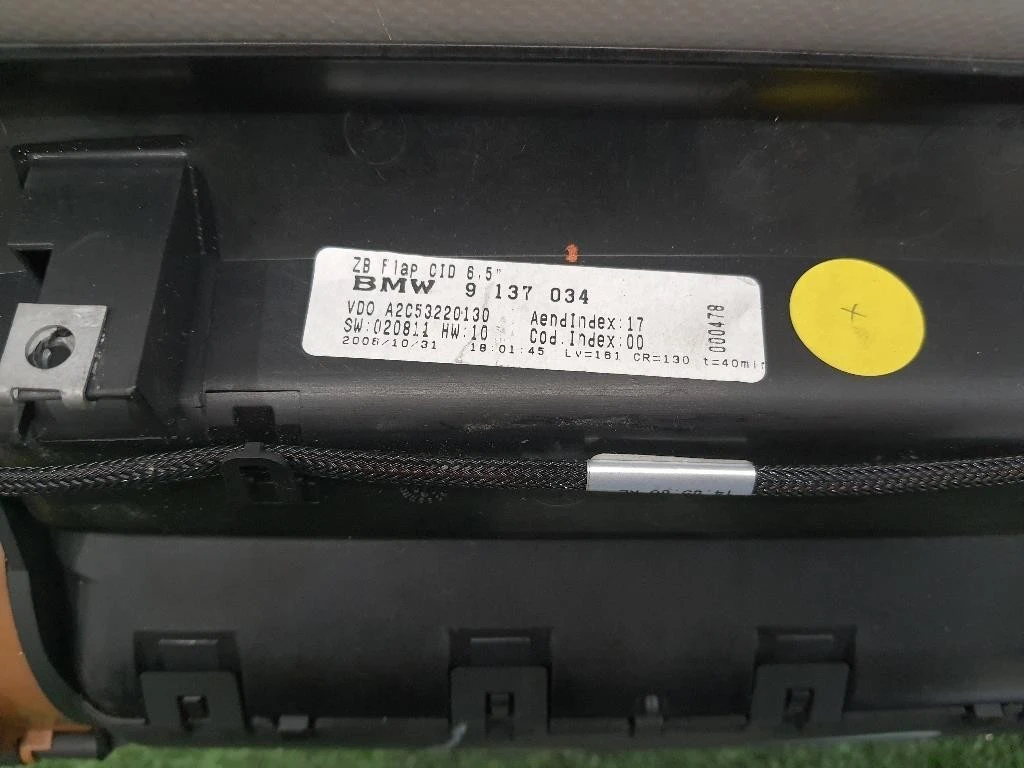 ZB Flap CID 6,5"
BMW 9 137 034
VDO A2C53220130 AendIndex:17
SW:020811 HW:10 Cod.Index:00
2008/10/31 18:01:45 Lv=161 CR=130 t=40min
000478